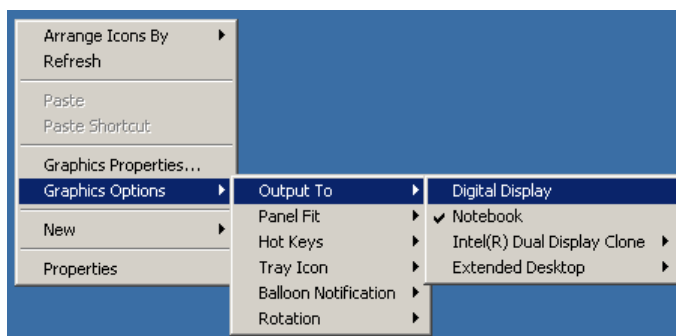 Arrange Icons By
Refresh
Paste
Paste Shortcut
Graphics Properties...
Graphics Options
New
Properties
Output To
Panel Fit
Hot Keys
Tray Icon
Balloon Notification
Rotation
Digital Display
Notebook
Intel(R) Dual Display Clone
Extended Desktop